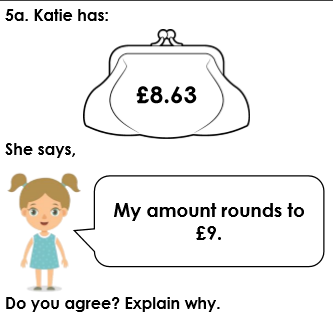 5a. Katie has:
£8.63
She says,
My amount rounds to
£9.
Do you agree? Explain why.